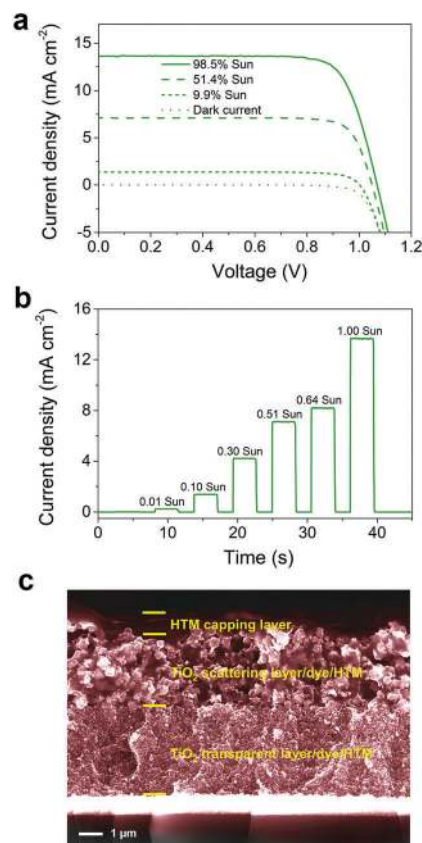 a
Current density (mA cm⁻²)
15
10
5
0
-5
98.5% Sun
51.4% Sun
9.9% Sun
Dark current
0.0
0.2
0.4
0.6
0.8
1.0
1.2
Voltage (V)
b
Current density (mA cm⁻²)
16
12
8
4
0
0.01 Sun
0.10 Sun
0.30 Sun
0.51 Sun
0.64 Sun
1.00 Sun
0
10
20
30
40
Time (s)
c
HTM capping layer
TiO₂ scattering layer/dye/HTM
TiO₂ transparent layer/dye/HTM
1 µm